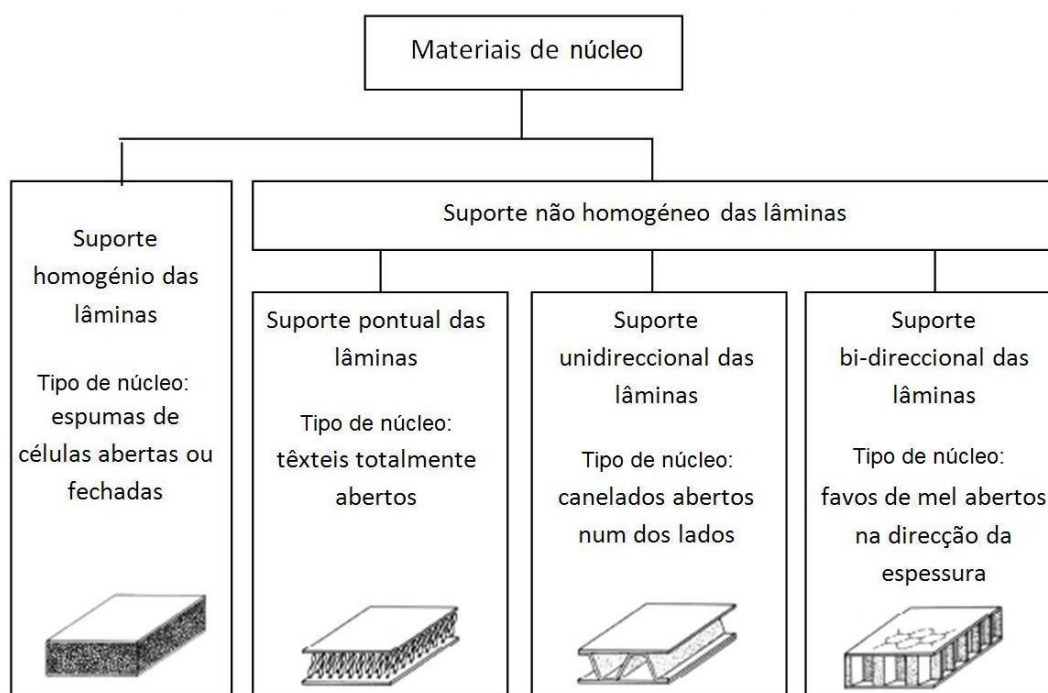 Materiais de núcleo
Suporte
homogénio das
lâminas
Tipo de núcleo:
espumas de
células abertas ou
fechadas
Suporte não homogéneo das lâminas
Suporte pontual das
lâminas
Tipo de núcleo:
têxteis totalmente
abertos
Suporte
unidireccional das
lâminas
Tipo de núcleo:
canelados abertos
num dos lados
Suporte
bi-direccional das
lâminas
Tipo de núcleo:
favos de mel abertos
na direcção da
espessura